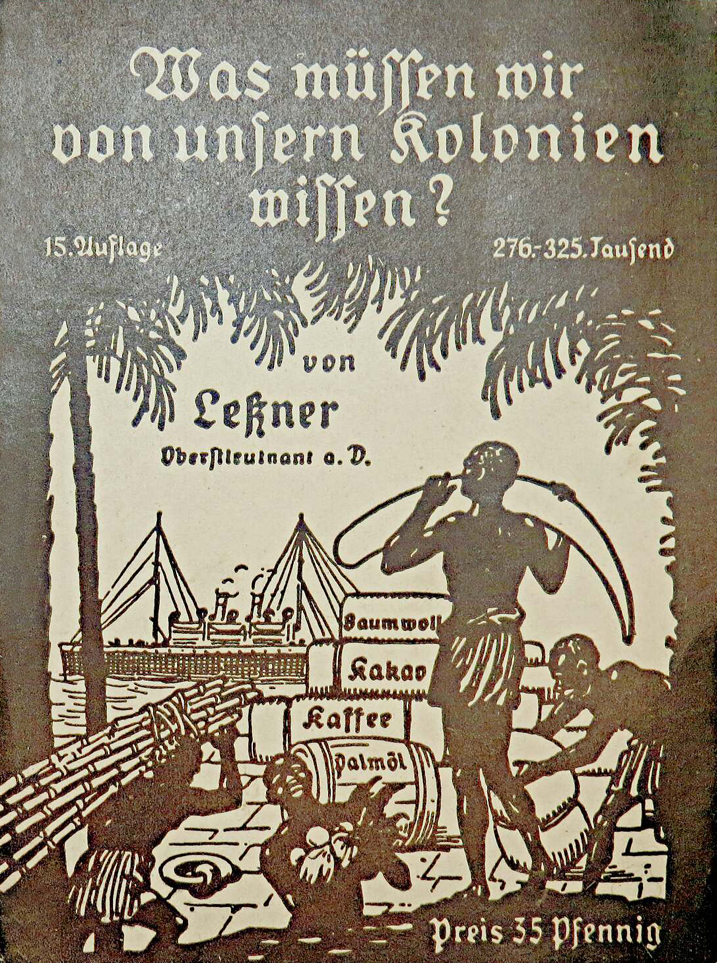 Was müssen wir
von unsern Kolonien
wissen?
15. Auflage
276.-325. Tausend
von
Leßner
Oberstleutnant a. D.
Baumwoll
Kakao
Kaffee
Palmöl
Preis 35 Pfennig